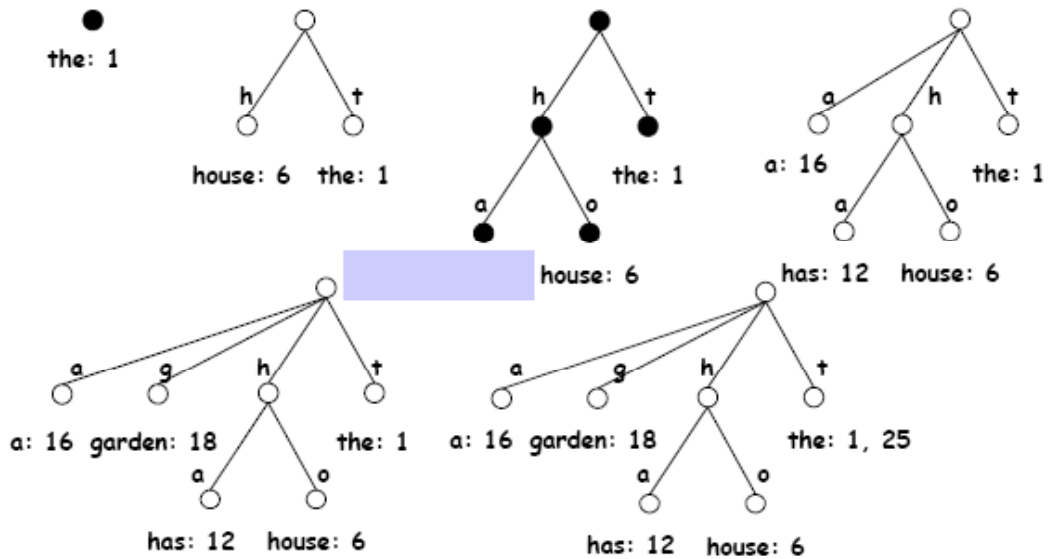 the: 1
h t
house: 6 the: 1
h t
the: 1
a o
house: 6
a h t
a: 16 the: 1
a o
has: 12 house: 6
a g h t
a: 16 garden: 18 the: 1
a o
has: 12 house: 6
a g h t
a: 16 garden: 18 the: 1, 25
a o
has: 12 house: 6